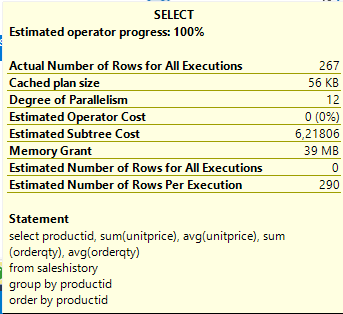 SELECT
Estimated operator progress: 100%
Actual Number of Rows for All Executions 267
Cached plan size 56 KB
Degree of Parallelism 12
Estimated Operator Cost 0 (0%)
Estimated Subtree Cost 6,21806
Memory Grant 39 MB
Estimated Number of Rows for All Executions 0
Estimated Number of Rows Per Execution 290
Statement
select productid, sum(unitprice), avg(unitprice), sum
(orderqty), avg(orderqty)
from saleshistory
group by productid
order by productid